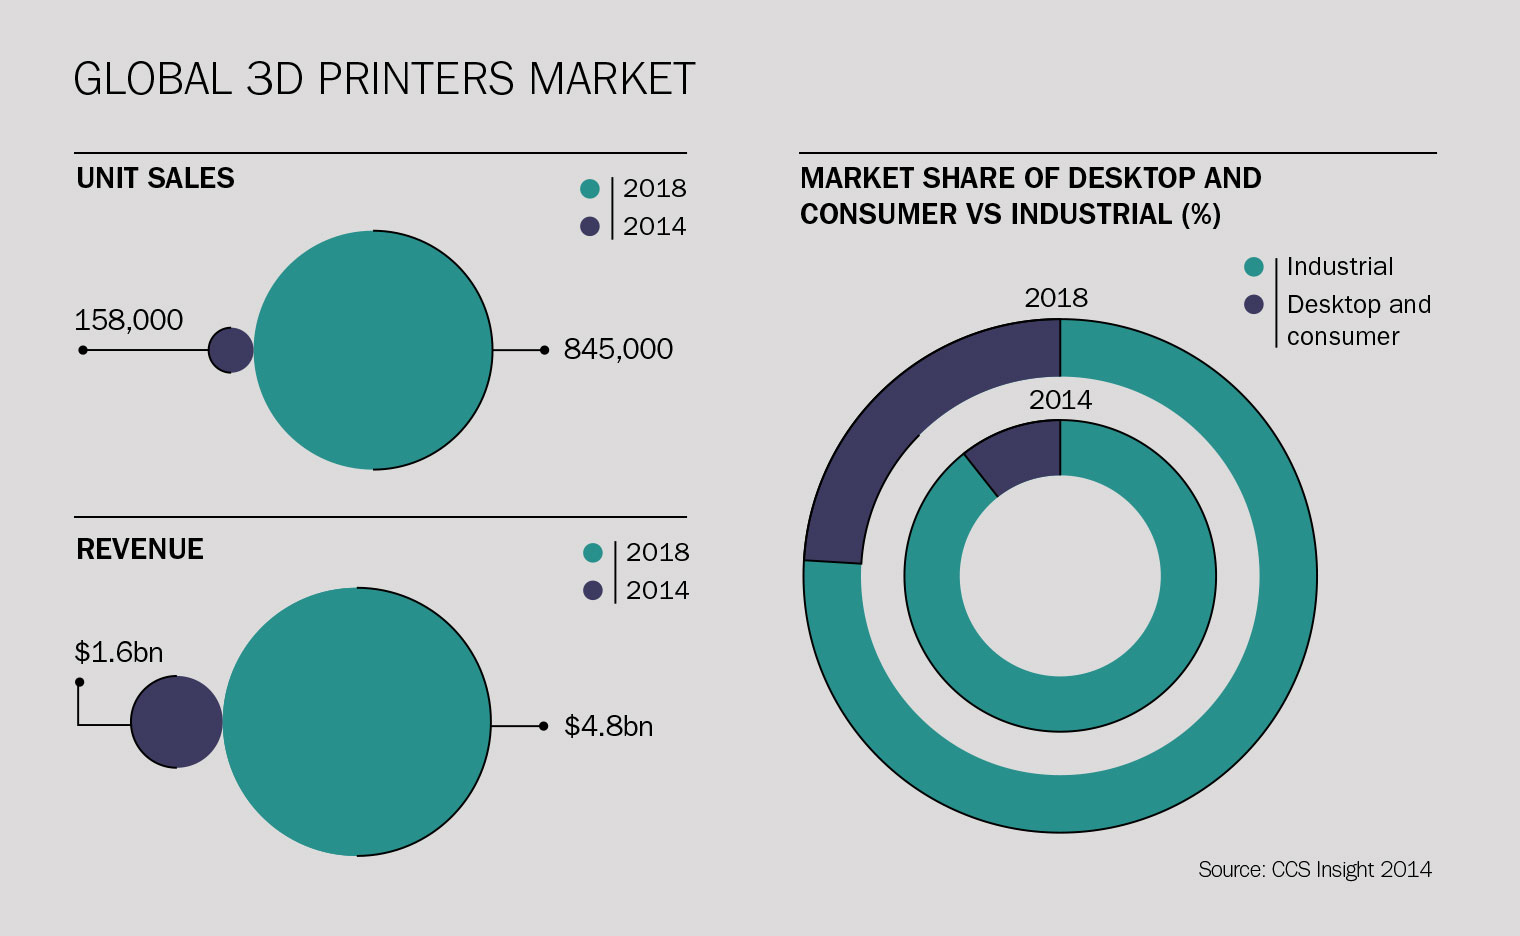 GLOBAL 3D PRINTERS MARKET
UNIT SALES
2018
2014
158,000
845,000
REVENUE
2018
2014
$1.6bn
$4.8bn
MARKET SHARE OF DESKTOP AND
CONSUMER VS INDUSTRIAL (%)
Industrial
Desktop and
consumer
2018
2014
Source: CCS Insight 2014